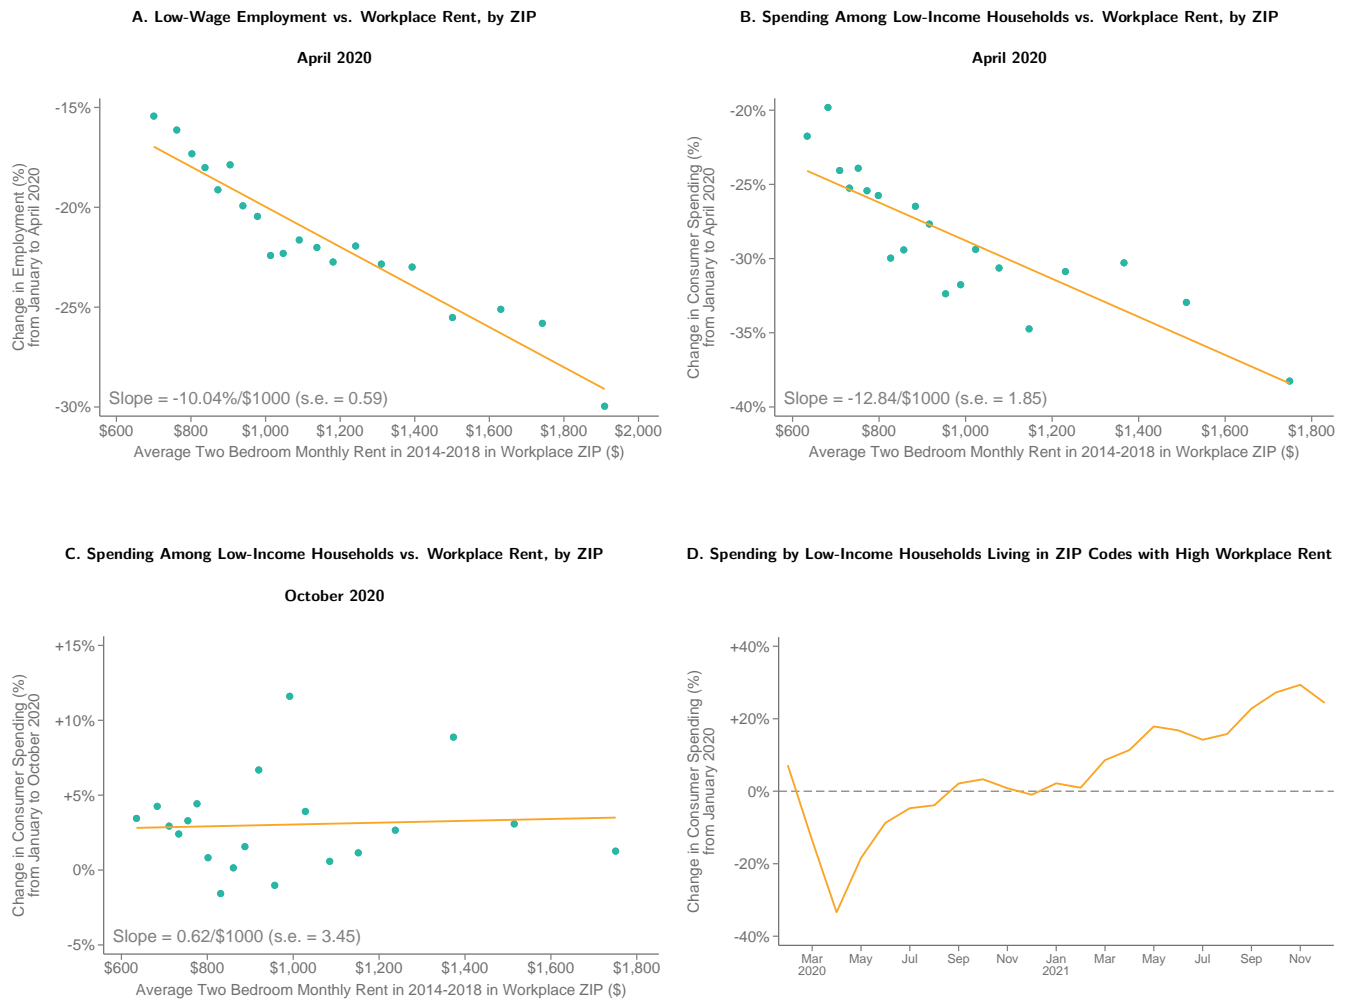 A. Low-Wage Employment vs. Workplace Rent, by ZIP
April 2020
-15%
-20%
-25%
-30%
Change in Employment (%)
from January to April 2020
Slope = -10.04%/$1000 (s.e. = 0.59)
$600 $800 $1,000 $1,200 $1,400 $1,600 $1,800 $2,000
Average Two Bedroom Monthly Rent in 2014-2018 in Workplace ZIP ($)
B. Spending Among Low-Income Households vs. Workplace Rent, by ZIP
April 2020
-20%
-25%
-30%
-35%
-40%
Change in Consumer Spending (%)
from January to April 2020
Slope = -12.84/$1000 (s.e. = 1.85)
$600 $800 $1,000 $1,200 $1,400 $1,600 $1,800
Average Two Bedroom Monthly Rent in 2014-2018 in Workplace ZIP ($)
C. Spending Among Low-Income Households vs. Workplace Rent, by ZIP
October 2020
+15%
+10%
+5%
0%
-5%
Change in Consumer Spending (%)
from January to October 2020
Slope = 0.62/$1000 (s.e. = 3.45)
$600 $800 $1,000 $1,200 $1,400 $1,600 $1,800
Average Two Bedroom Monthly Rent in 2014-2018 in Workplace ZIP ($)
D. Spending by Low-Income Households Living in ZIP Codes with High Workplace Rent
+40%
+20%
0%
-20%
-40%
Change in Consumer Spending (%)
from January 2020
Mar May Jul Sep Nov Jan Mar May Jul Sep Nov
2020 2021